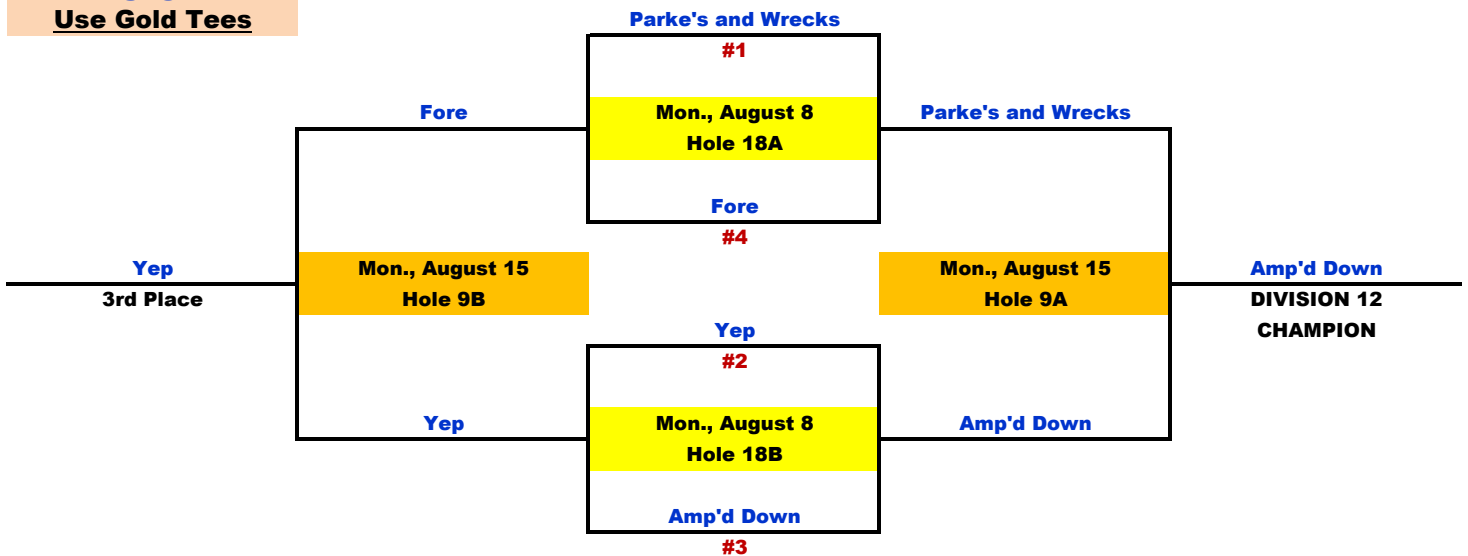 Use Gold Tees
Parke's and Wrecks
#1
Fore
Mon., August 8
Hole 18A
Parke's and Wrecks
Fore
#4
Yep
3rd Place
Mon., August 15
Hole 9B
Mon., August 15
Hole 9A
Amp'd Down
DIVISION 12
CHAMPION
Yep
#2
Yep
Mon., August 8
Hole 18B
Amp'd Down
Amp'd Down
#3